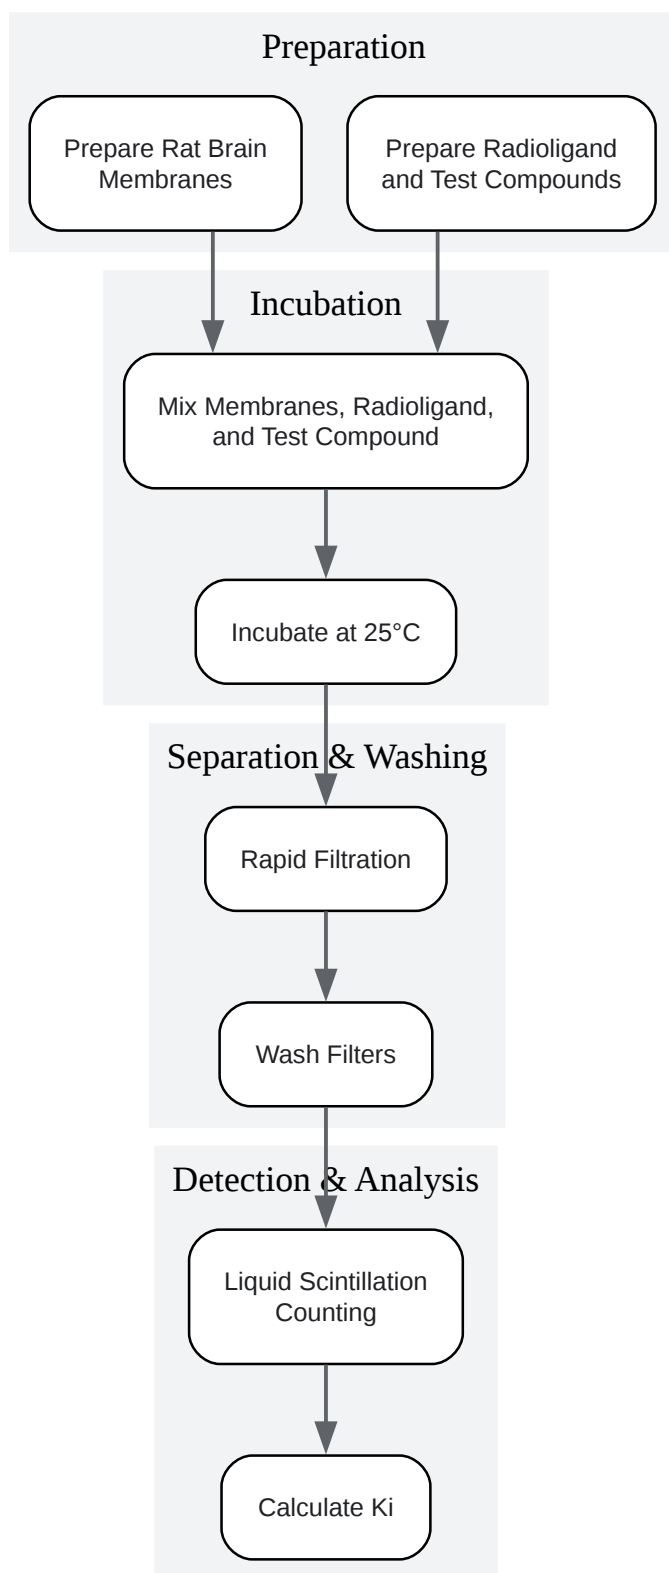 Preparation
Prepare Rat Brain
Membranes
Prepare Radioligand
and Test Compounds
Incubation
Mix Membranes, Radioligand,
and Test Compound
Incubate at 25°C
Separation & Washing
Rapid Filtration
Wash Filters
Detection & Analysis
Liquid Scintillation
Counting
Calculate Ki